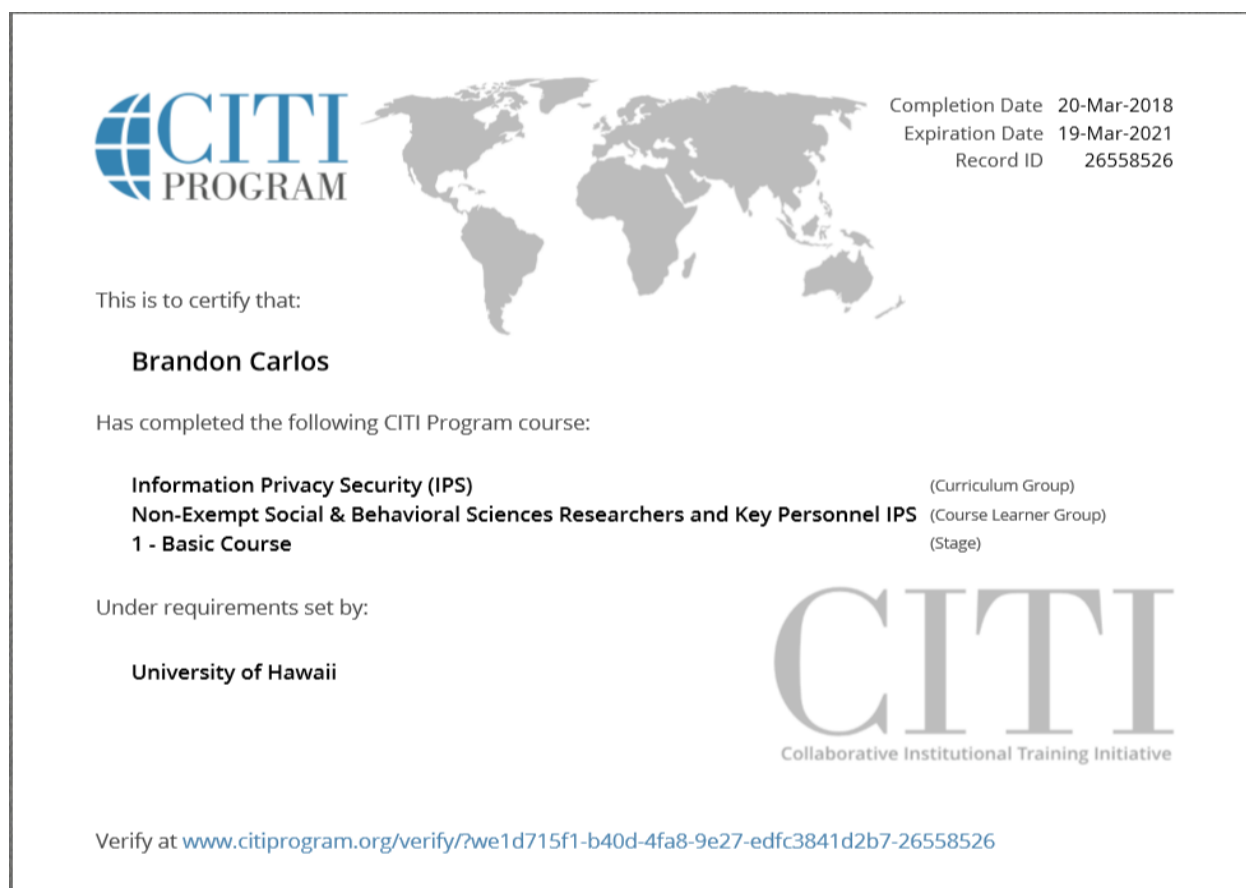 CITI
PROGRAM
Completion Date 20-Mar-2018
Expiration Date 19-Mar-2021
Record ID 26558526
This is to certify that:
Brandon Carlos
Has completed the following CITI Program course:
Information Privacy Security (IPS) (Curriculum Group)
Non-Exempt Social & Behavioral Sciences Researchers and Key Personnel IPS (Course Learner Group)
1 - Basic Course (Stage)
Under requirements set by:
University of Hawaii
CITI
Collaborative Institutional Training Initiative
Verify at www.citiprogram.org/verify/?we1d715f1-b40d-4fa8-9e27-edfc3841d2b7-26558526